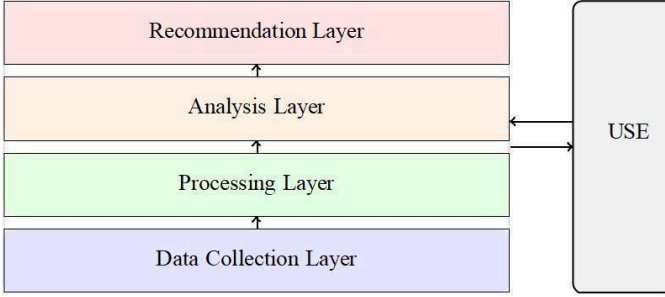 Recommendation Layer
Analysis Layer
USE
Processing Layer
Data Collection Layer